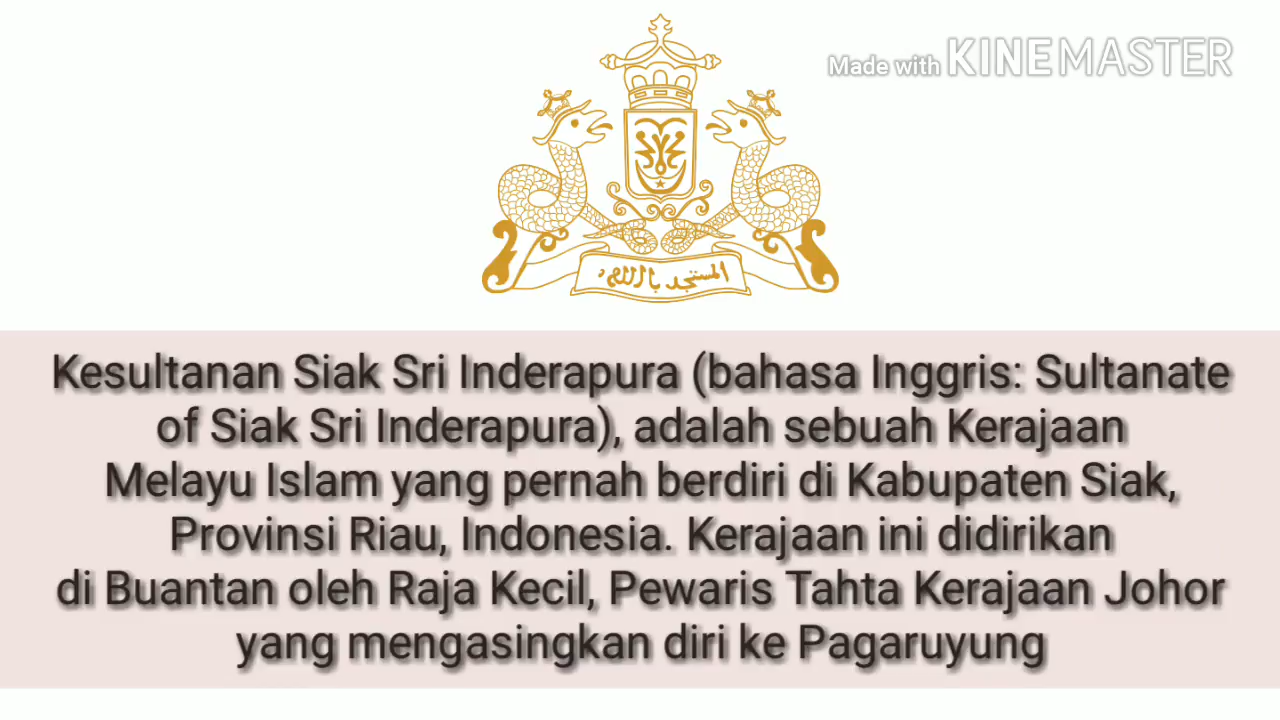 Made with KINEMASTER
Kesultanan Siak Sri Inderapura (bahasa Inggris: Sultanate
of Siak Sri Inderapura), adalah sebuah Kerajaan
Melayu Islam yang pernah berdiri di Kabupaten Siak,
Provinsi Riau, Indonesia. Kerajaan ini didirikan
di Buantan oleh Raja Kecil, Pewaris Tahta Kerajaan Johor
yang mengasingkan diri ke Pagaruyung